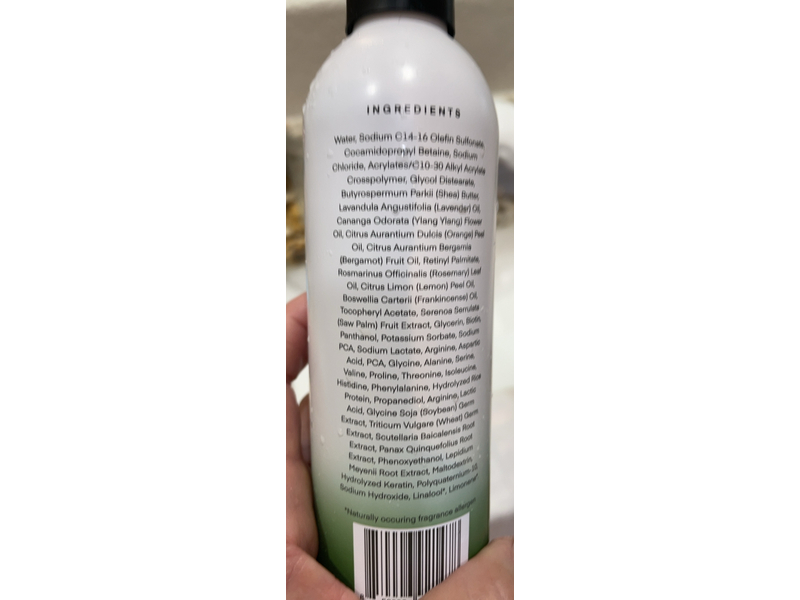 INGREDIENTS
Water, Sodium C14-16 Olefin Sulfonate,
Cocamidopropyl Betaine, Sodium
Chloride, Acrylates/C10-30 Alkyl Acrylate
Crosspolymer, Glycol Distearate,
Butyrospermum Parkii (Shea) Butter,
Lavandula Angustifolia (Lavender) Oil,
Cananga Odorata (Ylang Ylang) Flower
Oil, Citrus Aurantium Dulcis (Orange) Peel
Oil, Citrus Aurantium Bergamia
(Bergamot) Fruit Oil, Retinyl Palmitate,
Rosmarinus Officinalis (Rosemary) Leaf
Oil, Citrus Limon (Lemon) Peel Oil,
Boswellia Carterii (Frankincense) Oil,
Tocopheryl Acetate, Serenoa Serrulata
(Saw Palm) Fruit Extract, Glycerin, Biotin,
Panthanol, Potassium Sorbate, Sodium
PCA, Sodium Lactate, Arginine, Aspartic
Acid, PCA, Glycine, Alanine, Serine,
Valine, Proline, Threonine, Isoleucine,
Histidine, Phenylalanine, Hydrolyzed Rice
Protein, Propanediol, Arginine, Lactic
Acid, Glycine Soja (Soybean) Germ
Extract, Triticum Vulgare (Wheat) Germ
Extract, Scutellaria Baicalensis Root
Extract, Panax Quinquefolius Root
Extract, Phenoxyethanol, Lepidium
Meyenii Root Extract, Maltodextrin,
Hydrolyzed Keratin, Polyquaternium-10,
Sodium Hydroxide, Linalool*, Limonene*
*Naturally occuring fragrance allergen